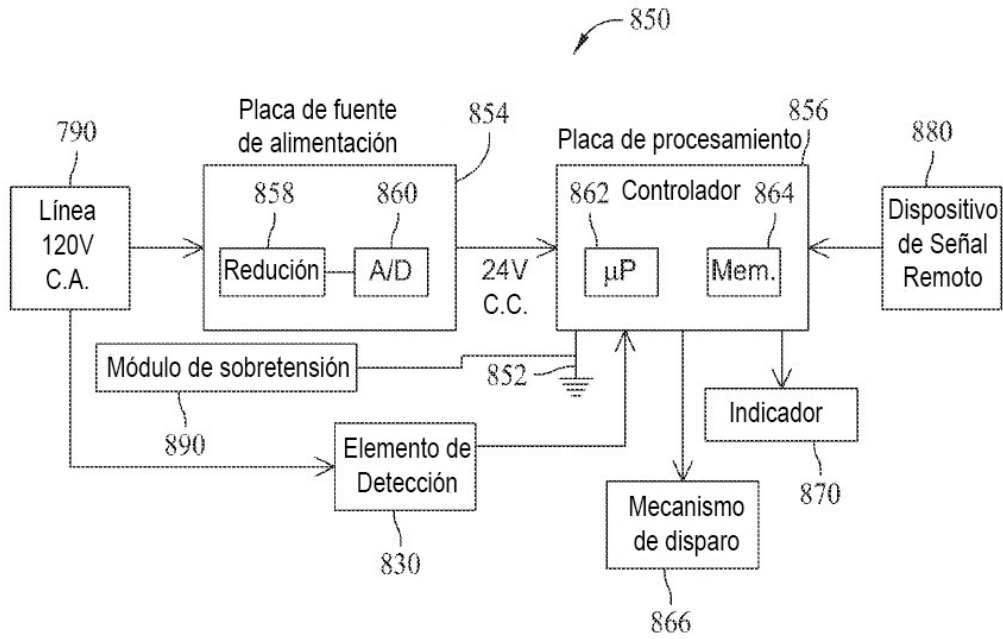 850
Placa de fuente
de alimentación
854
Placa de procesamiento
856
790
880
Línea
120V
C.A.
858
860
Redución
A/D
24V
C.C.
Controlador
862
864
µP
Mem.
Dispositivo
de Señal
Remoto
Módulo de sobretensión
890
852
Elemento de
Detección
830
Indicador
870
Mecanismo
de disparo
866